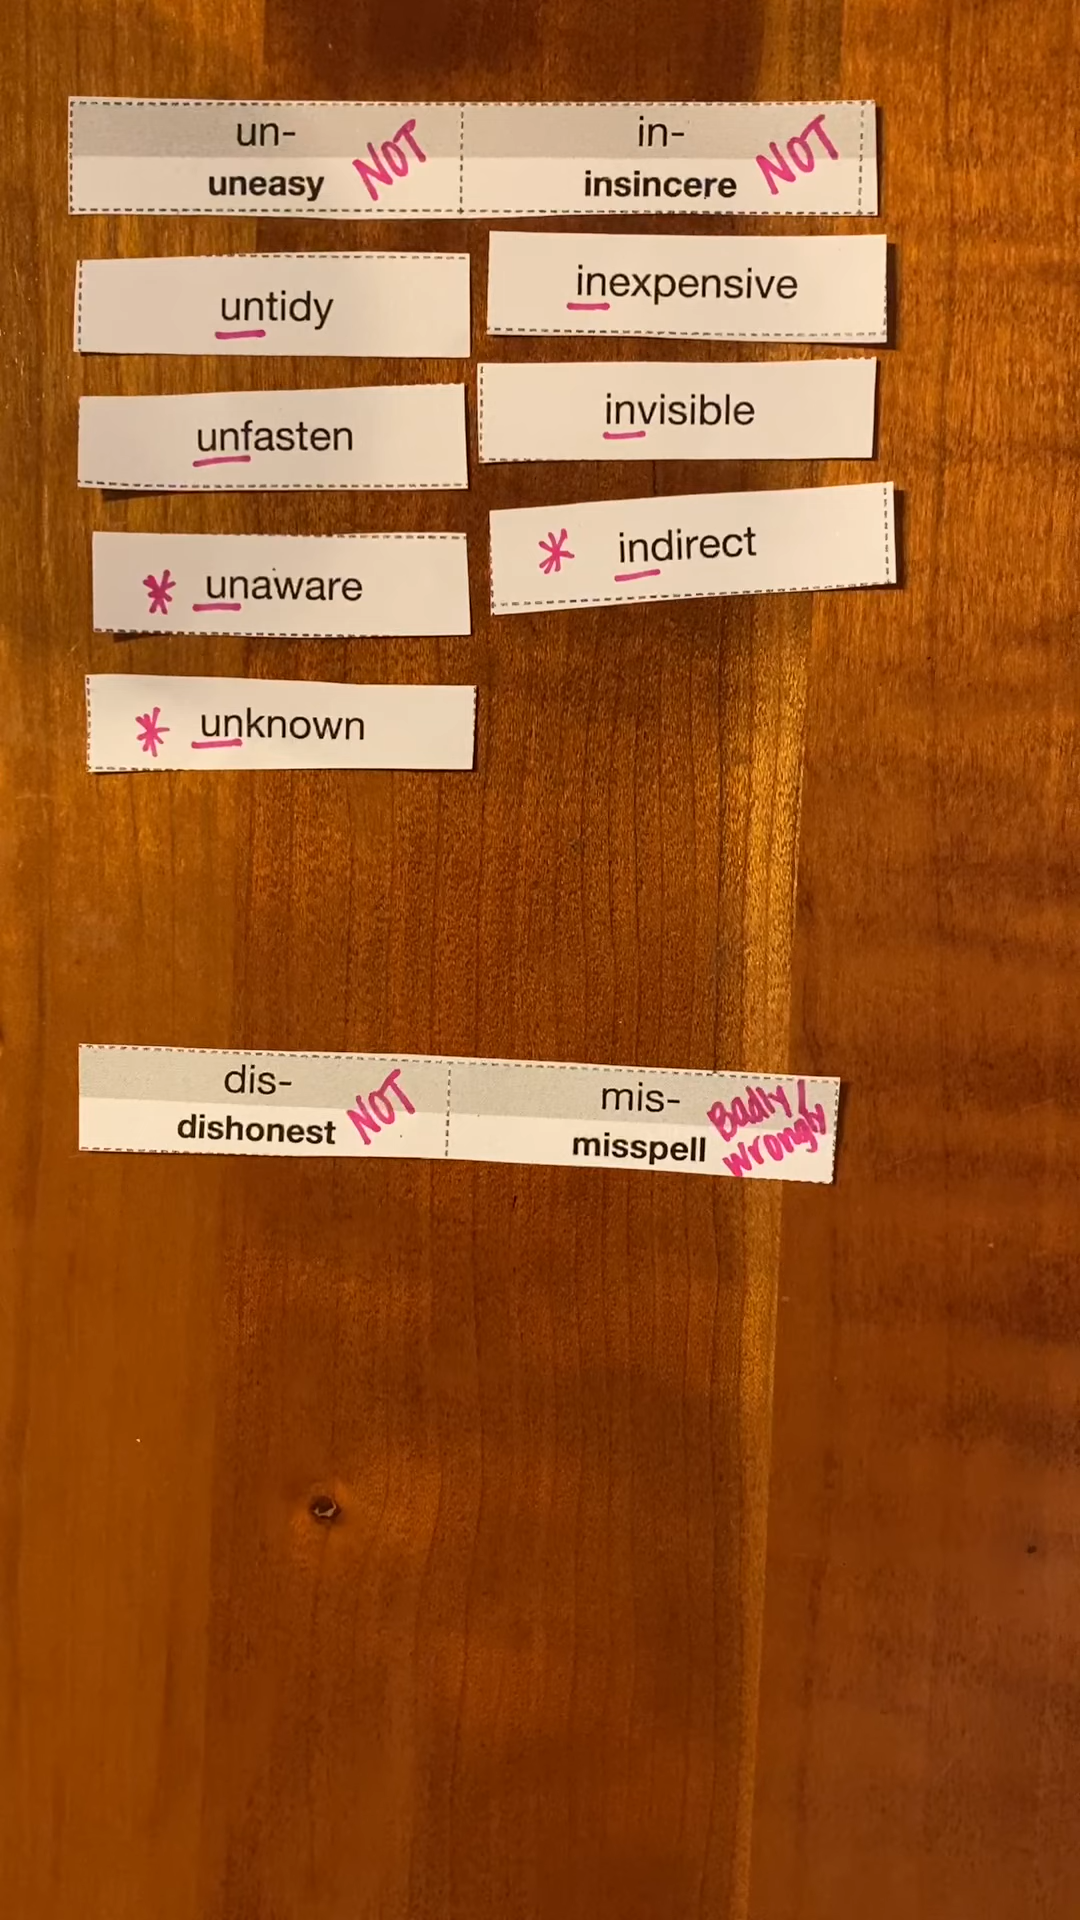 un- NOT
uneasy
in- NOT
insincere
untidy
inexpensive
unfasten
invisible
* unaware
* indirect
* unknown
dis- NOT
dishonest
mis- Badly/
misspell wrongly